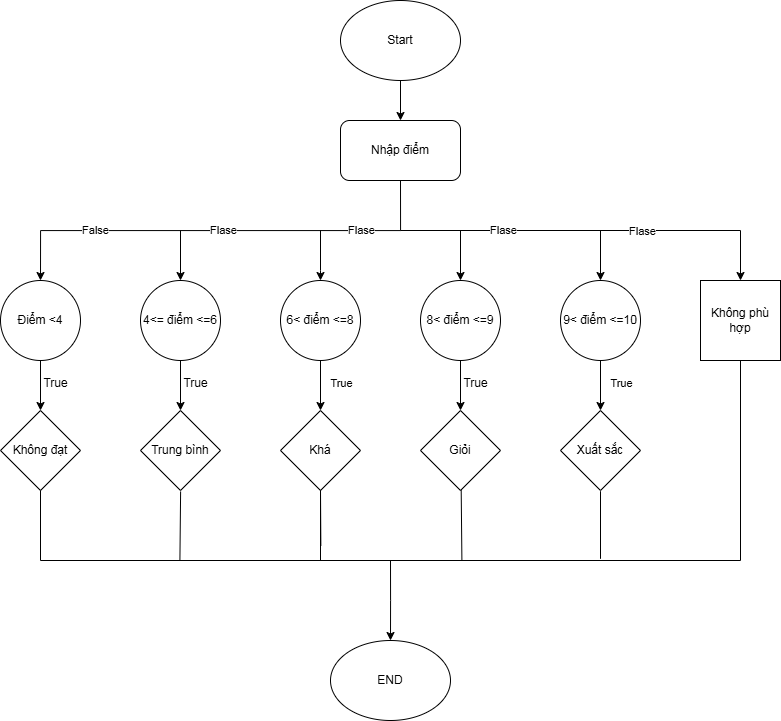 Start
Nhập điểm
False
Flase
Flase
Flase
Flase
Điểm <4
4<= điểm <=6
6< điểm <=8
8< điểm <=9
9< điểm <=10
Không phù
hợp
True
True
True
True
True
Không đạt
Trung bình
Khá
Giỏi
Xuất sắc
END